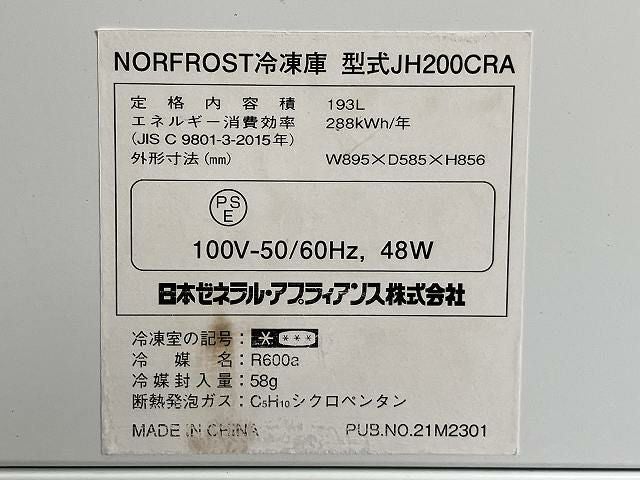 NORFROST冷凍庫 型式JH200CRA
定格内容積 193L
エネルギー消費効率 288kWh/年
(JIS C 9801-3-2015年)
外形寸法(mm) W895×D585×H856
PS
E
100V-50/60Hz, 48W
日本ゼネラル・アプライアンス株式会社
冷凍室の記号: * ***
冷媒名: R600a
冷媒封入量: 58g
断熱発泡ガス: C5H10シクロペンタン
MADE IN CHINA PUB.NO.21M2301